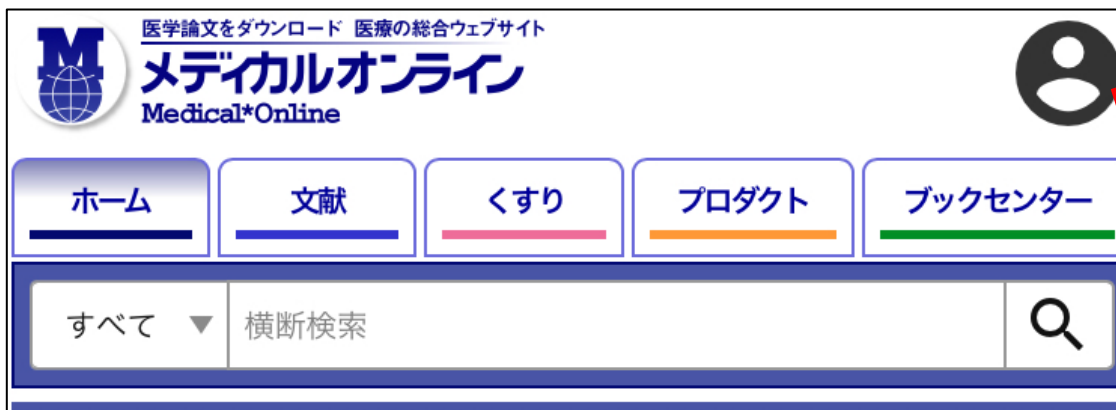 医学論文をダウンロード 医療の総合ウェブサイト
M
メディカルオンライン
Medical*Online
ホーム 文献 くすり プロダクト ブックセンター
すべて ▼ 横断検索